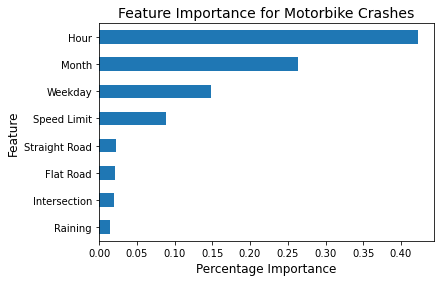 Feature Importance for Motorbike Crashes
Feature
Hour
Month
Weekday
Speed Limit
Straight Road
Flat Road
Intersection
Raining
0.00 0.05 0.10 0.15 0.20 0.25 0.30 0.35 0.40
Percentage Importance